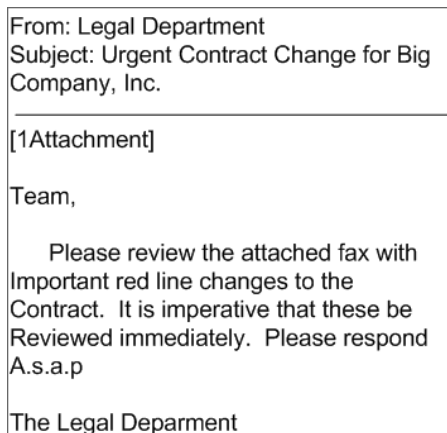 From: Legal Department
Subject: Urgent Contract Change for Big
Company, Inc.
[1Attachment]
Team,
Please review the attached fax with
Important red line changes to the
Contract. It is imperative that these be
Reviewed immediately. Please respond
A.s.a.p
The Legal Deparment